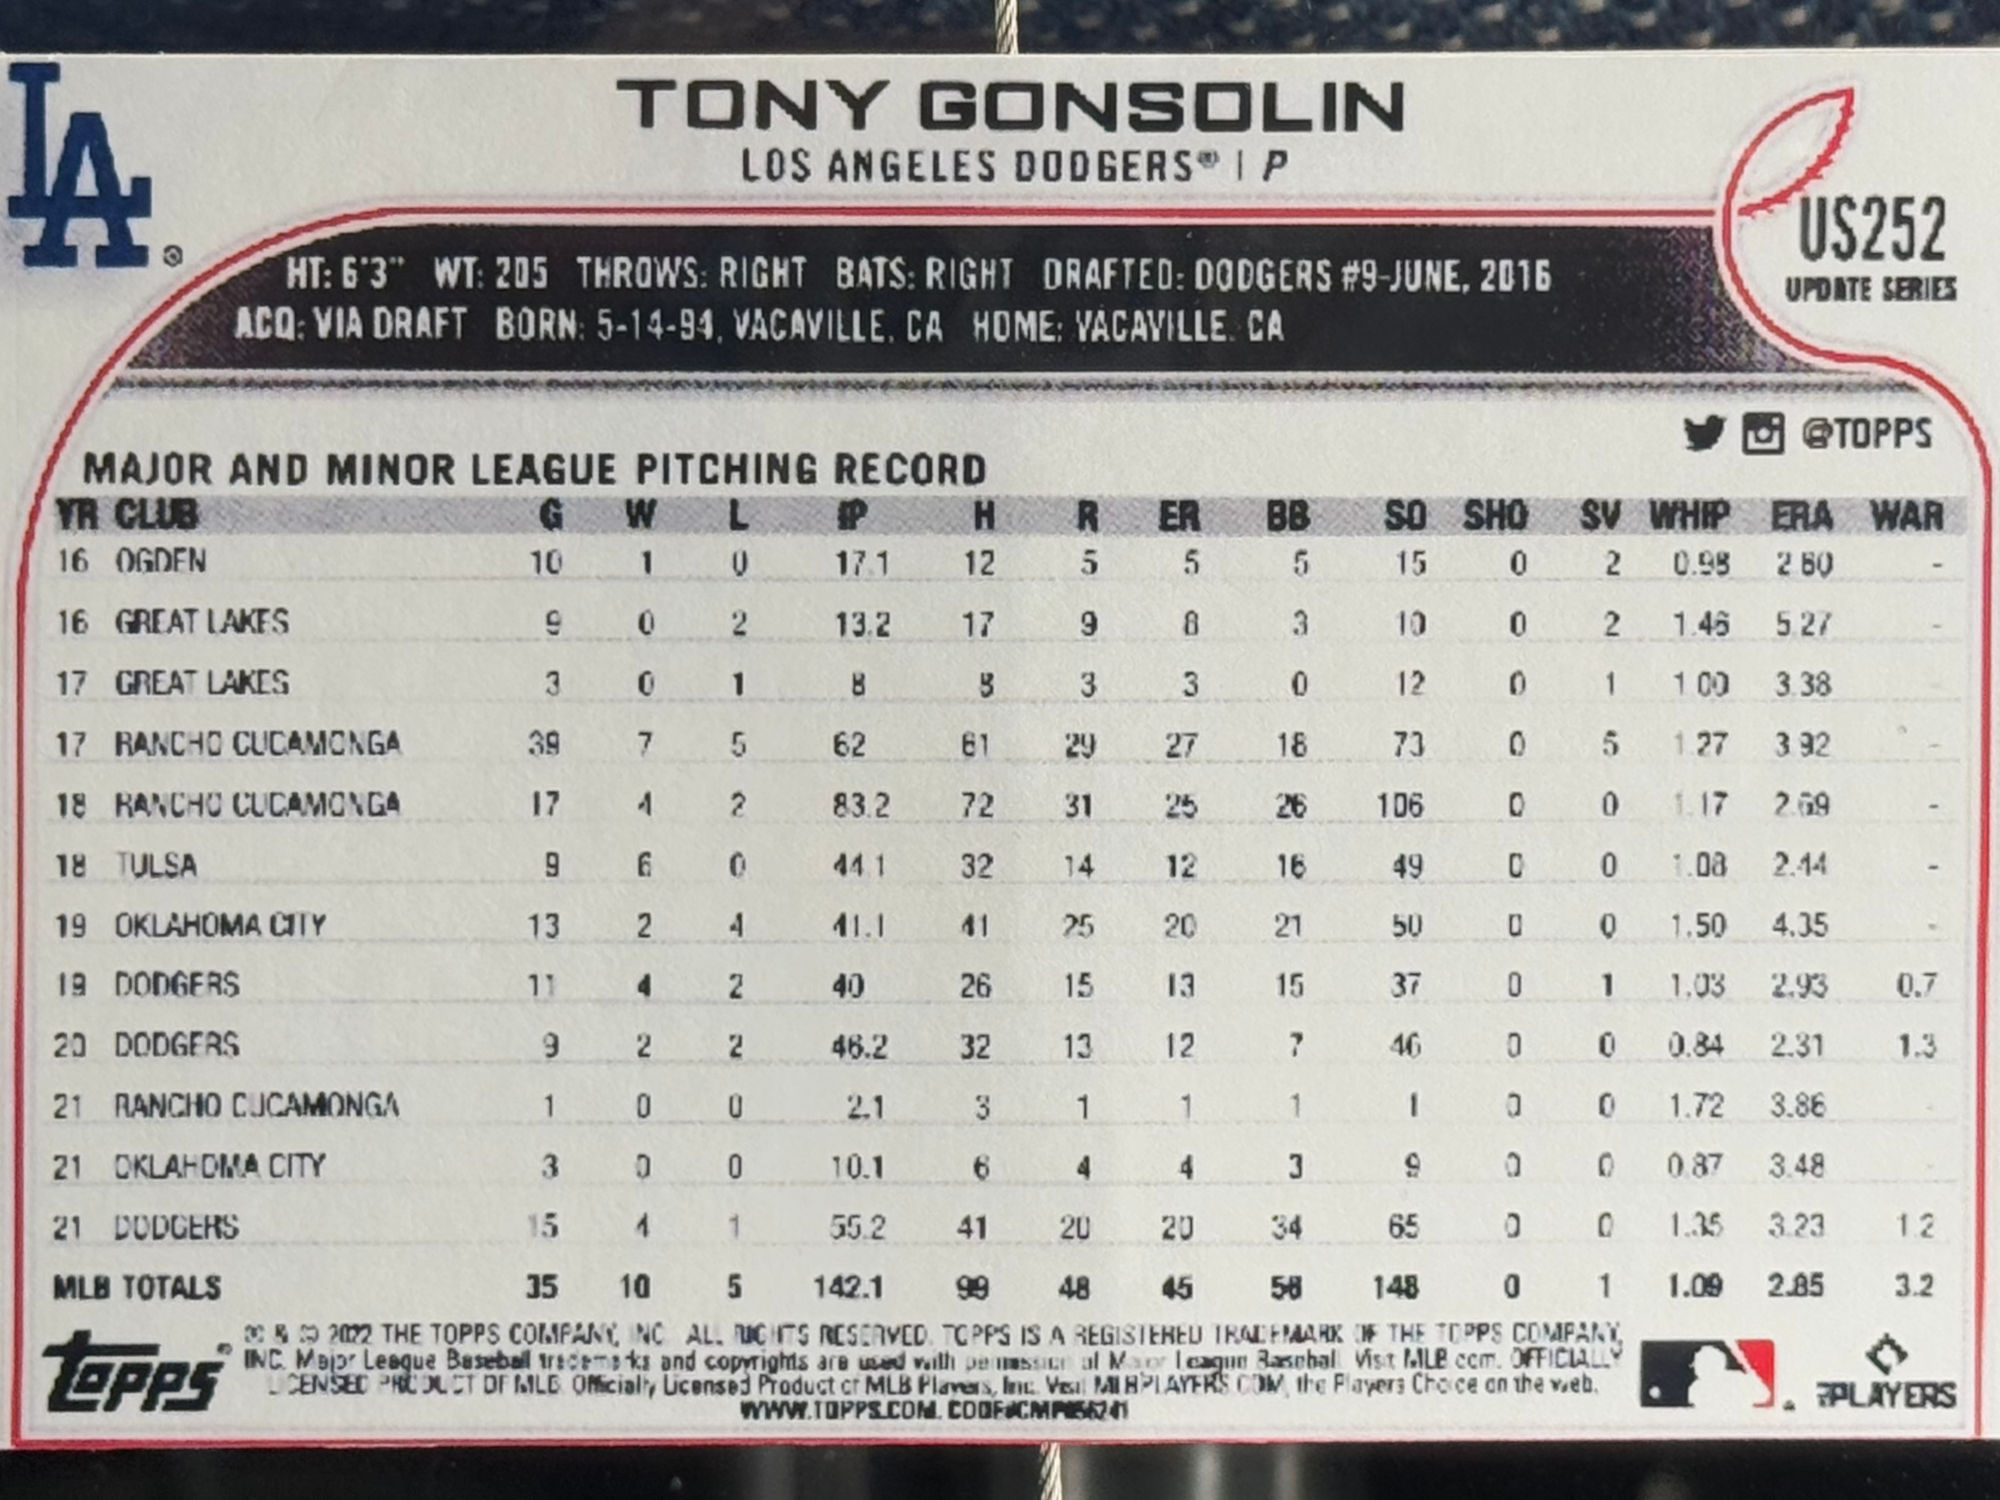 LA
TONY GONSOLIN
LOS ANGELES DODGERS® | P
US252
UPDATE SERIES
HT: 6'3" WT: 205 THROWS: RIGHT BATS: RIGHT DRAFTED: DODGERS #9-JUNE, 2016
ACQ: VIA DRAFT BORN: 5-14-94, VACAVILLE, CA HOME: VACAVILLE, CA
@TOPPS
MAJOR AND MINOR LEAGUE PITCHING RECORD
YR CLUB G W L IP H R ER BB SO SHO SV WHIP ERA WAR
16 OGDEN 10 1 0 17.1 12 5 5 5 15 0 2 0.98 2.60 -
16 GREAT LAKES 9 0 2 13.2 17 9 8 3 10 0 2 1.46 5.27 -
17 GREAT LAKES 3 0 1 8 8 3 3 0 12 0 1 1.00 3.38 -
17 RANCHO CUCAMONGA 39 7 5 62 61 29 27 18 73 0 5 1.27 3.92 -
18 RANCHO CUCAMONGA 17 4 2 83.2 72 31 25 26 106 0 0 1.17 2.69 -
18 TULSA 9 6 0 44.1 32 14 12 16 49 0 0 1.08 2.44 -
19 OKLAHOMA CITY 13 2 4 41.1 41 25 20 21 50 0 0 1.50 4.35 -
19 DODGERS 11 4 2 40 26 15 13 15 37 0 1 1.03 2.93 0.7
20 DODGERS 9 2 2 46.2 32 13 12 7 46 0 0 0.84 2.31 1.3
21 RANCHO CUCAMONGA 1 0 0 2.1 3 1 1 1 1 0 0 1.72 3.86 -
21 OKLAHOMA CITY 3 0 0 10.1 6 4 4 3 9 0 0 0.87 3.48 -
21 DODGERS 15 4 1 55.2 41 20 20 34 65 0 0 1.35 3.23 1.2
MLB TOTALS 35 10 5 142.1 99 48 45 56 148 0 1 1.09 2.85 3.2
topps®
& 2022 THE TOPPS COMPANY, INC. ALL RIGHTS RESERVED. TOPPS IS A REGISTERED TRADEMARK OF THE TOPPS COMPANY,
INC. Major League Baseball trademarks and copyrights are used with permission of Major League Baseball. Visit MLB.com. OFFICIALLY
LICENSED PRODUCT OF MLB Officially Licensed Product of MLB Players, Inc. Visit MLBPLAYERS.COM, the Players Choice on the web.
WWW.TOPPS.COM. CODE#
PLAYERS